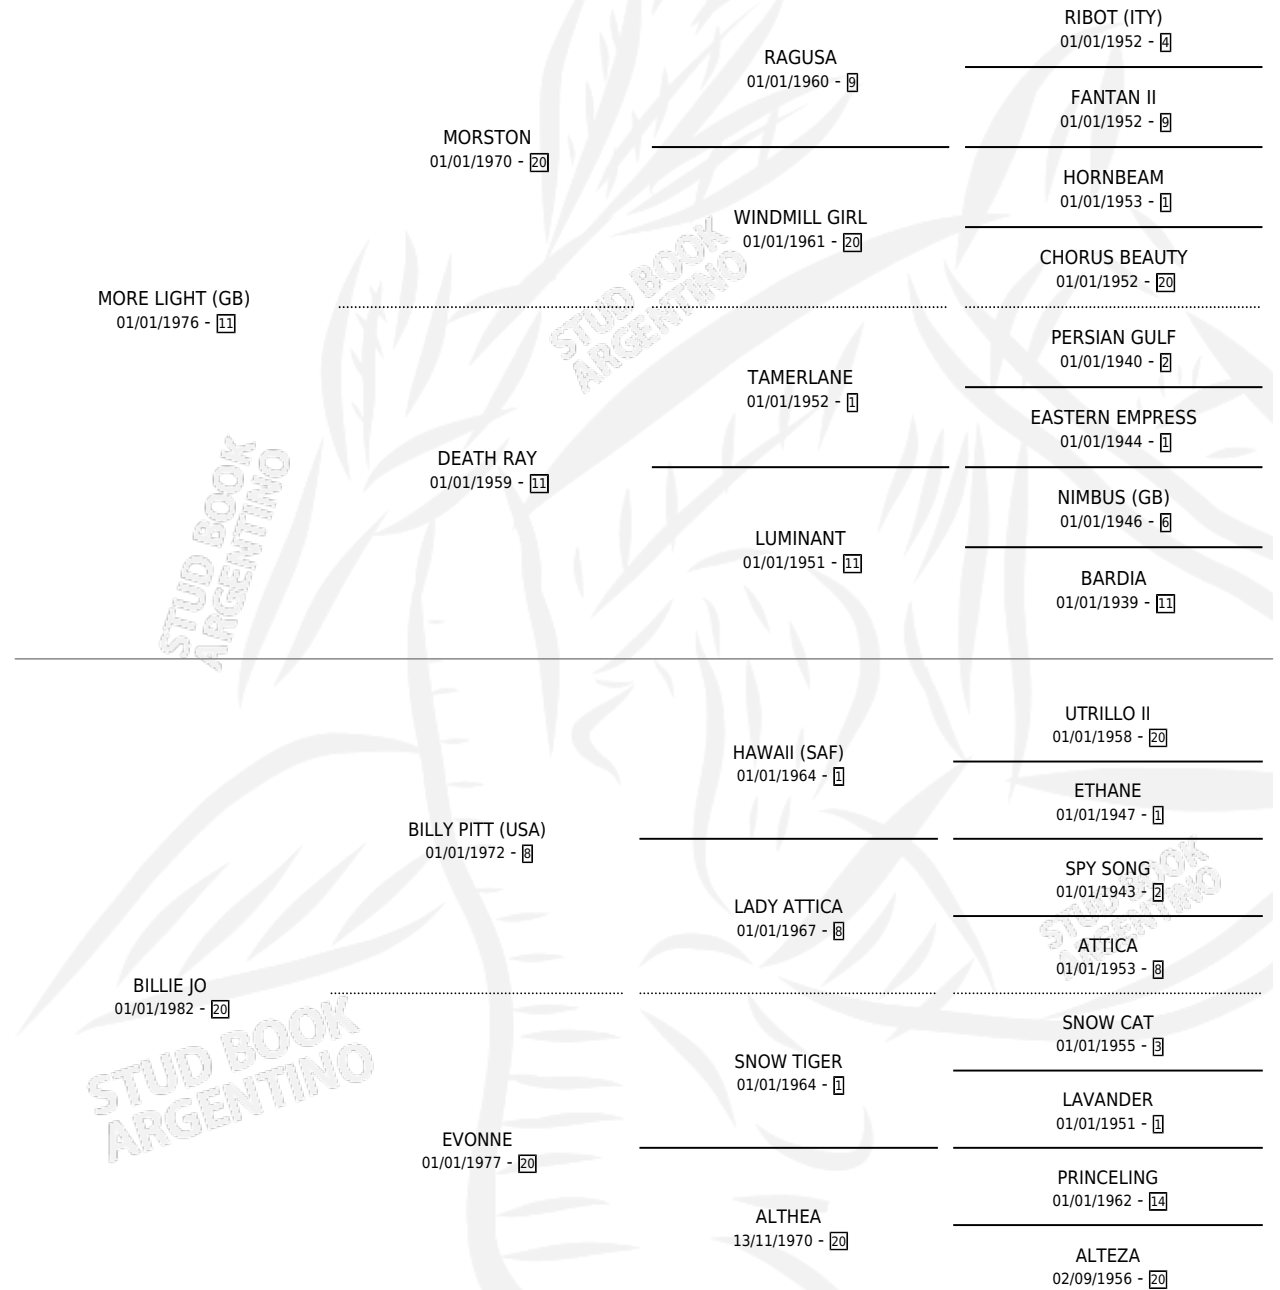 RIBOT (ITY)
01/01/1952 - 4
RAGUSA
01/01/1960 - 9
FANTAN II
01/01/1952 - 9
MORSTON
01/01/1970 - 20
HORNBEAM
01/01/1953 - 1
WINDMILL GIRL
01/01/1961 - 20
CHORUS BEAUTY
01/01/1952 - 20
MORE LIGHT (GB)
01/01/1976 - 11
PERSIAN GULF
01/01/1940 - 2
TAMERLANE
01/01/1952 - 1
EASTERN EMPRESS
01/01/1944 - 1
DEATH RAY
01/01/1959 - 11
NIMBUS (GB)
01/01/1946 - 6
LUMINANT
01/01/1951 - 11
BARDIA
01/01/1939 - 11
UTRILLO II
01/01/1958 - 20
HAWAII (SAF)
01/01/1964 - 1
ETHANE
01/01/1947 - 1
BILLY PITT (USA)
01/01/1972 - 8
SPY SONG
01/01/1943 - 2
LADY ATTICA
01/01/1967 - 8
ATTICA
01/01/1953 - 8
BILLIE JO
01/01/1982 - 20
SNOW CAT
01/01/1955 - 3
SNOW TIGER
01/01/1964 - 1
LAVANDER
01/01/1951 - 1
EVONNE
01/01/1977 - 20
PRINCELING
01/01/1962 - 14
ALTHEA
13/11/1970 - 20
ALTEZA
02/09/1956 - 20
STUD BOOK
ARGENTINO
STUD BOOK
ARGENTINO
STUD BOOK
ARGENTINO
STUD BOOK
ARGENTINO